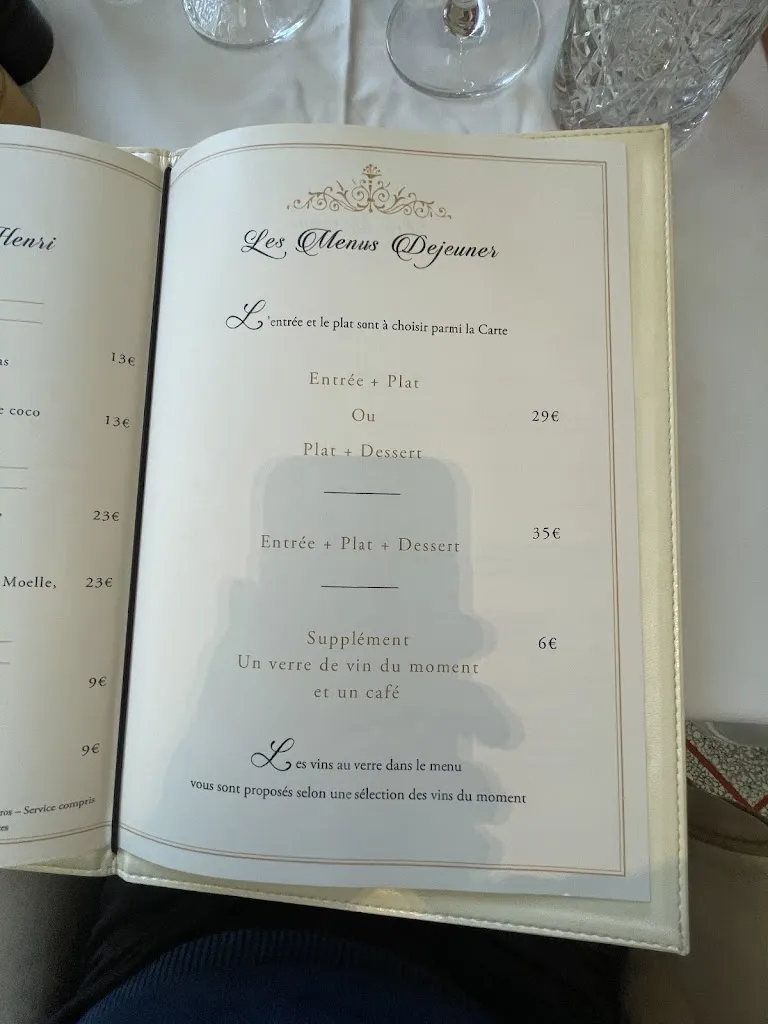 Henri
13€
e coco 13€
23€
Moelle, 23€
9€
9€
ros – Service compris
Les Menus Dejeuner
L'entrée et le plat sont à choisir parmi la Carte
Entrée + Plat
Ou 29€
Plat + Dessert
Entrée + Plat + Dessert 35€
Supplément 6€
Un verre de vin du moment
et un café
Les vins au verre dans le menu
vous sont proposés selon une sélection des vins du moment